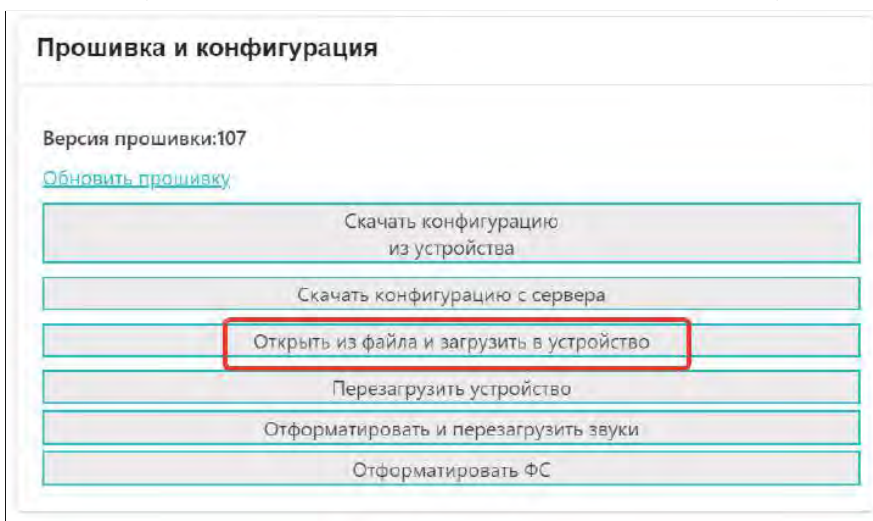 Прошивка и конфигурация
Версия прошивки:107
Обновить прошивку
Скачать конфигурацию
из устройства
Скачать конфигурацию с сервера
Открыть из файла и загрузить в устройство
Перезагрузить устройство
Отформатировать и перезагрузить звуки
Отформатировать ФС